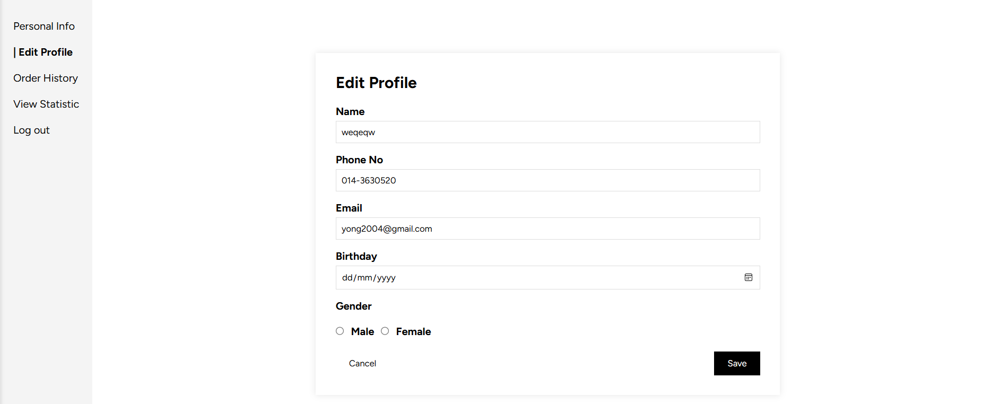 Personal Info
| Edit Profile
Order History
View Statistic
Log out
Edit Profile
Name
weqeqw
Phone No
014-3630520
Email
yong2004@gmail.com
Birthday
dd/mm/yyyy
Gender
Male Female
Cancel Save